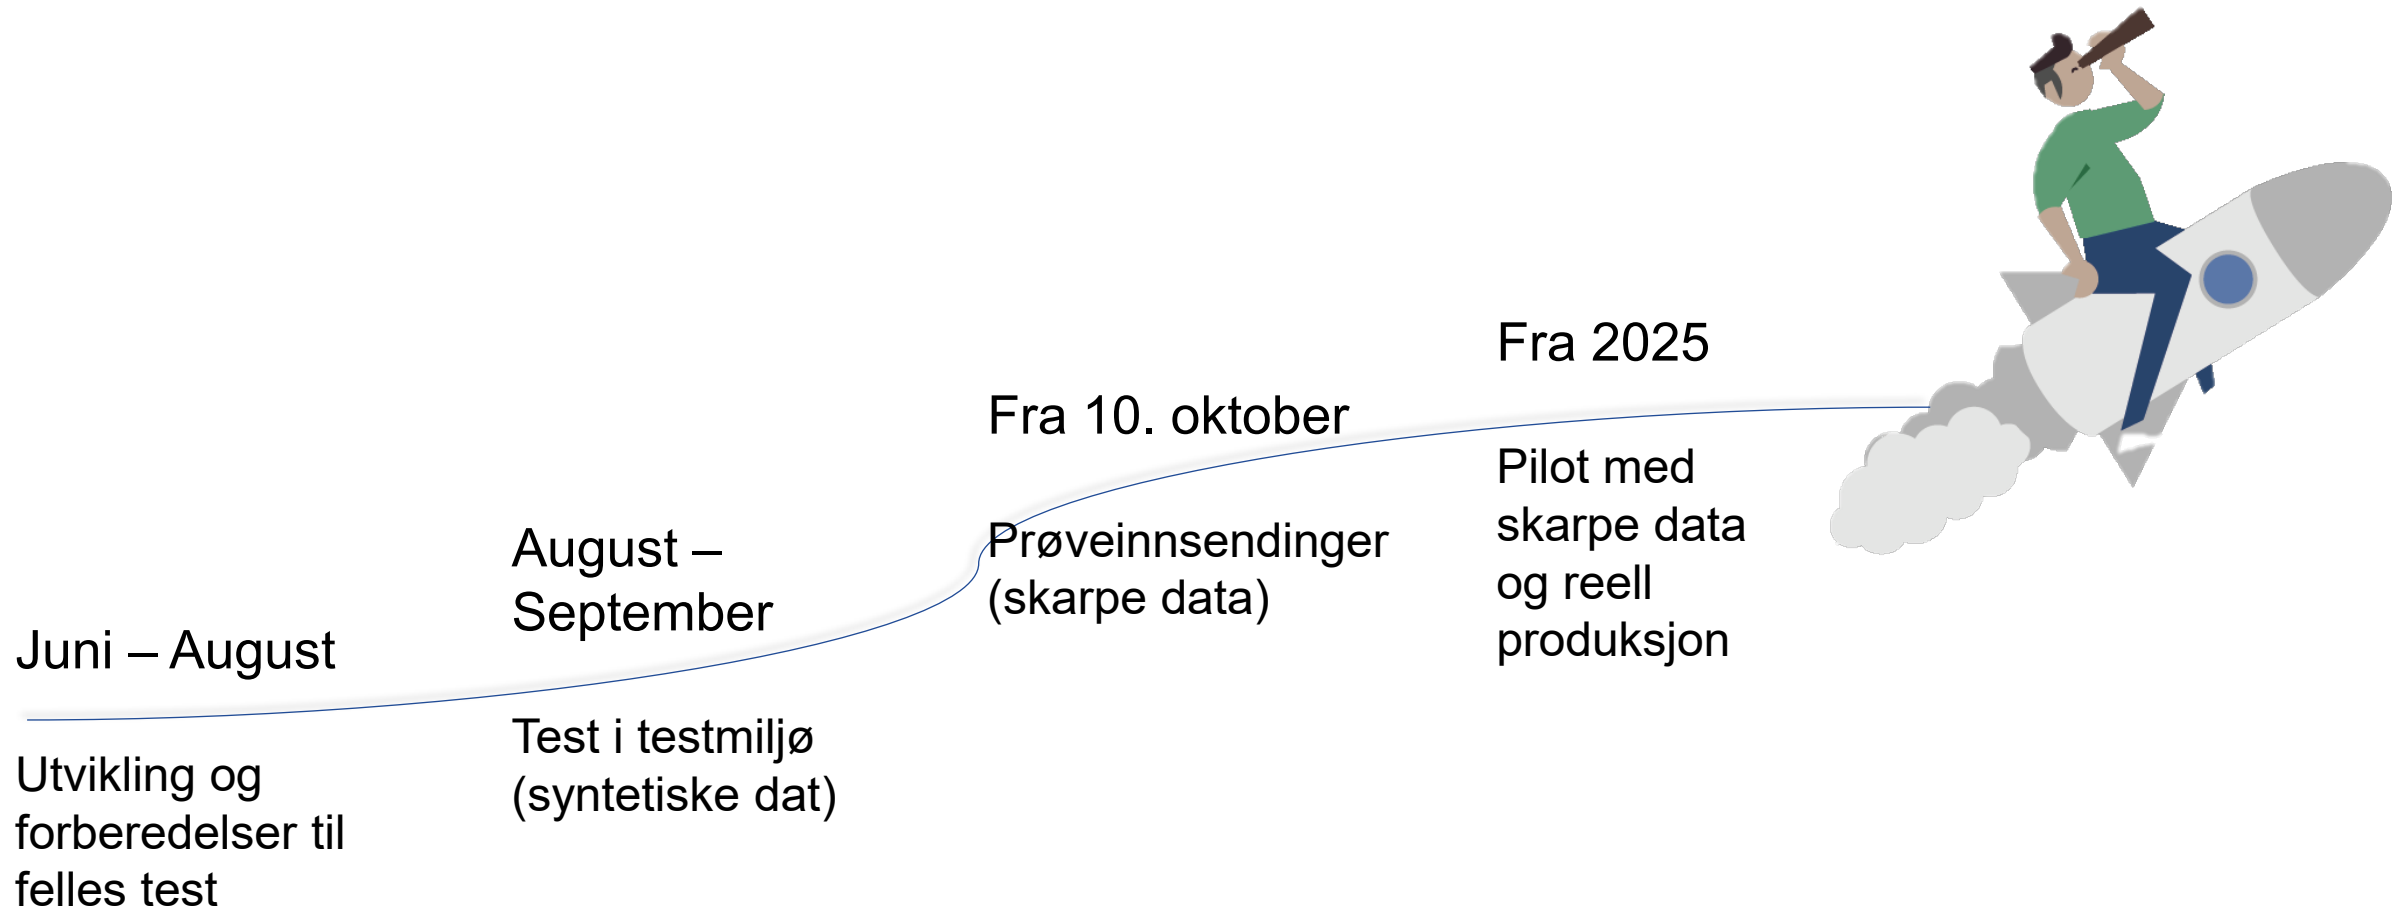 Juni – August
Utvikling og
forberedelser til
felles test
August –
September
Test i testmiljø
(syntetiske dat)
Fra 10. oktober
Prøveinnsendinger
(skarpe data)
Fra 2025
Pilot med
skarpe data
og reell
produksjon